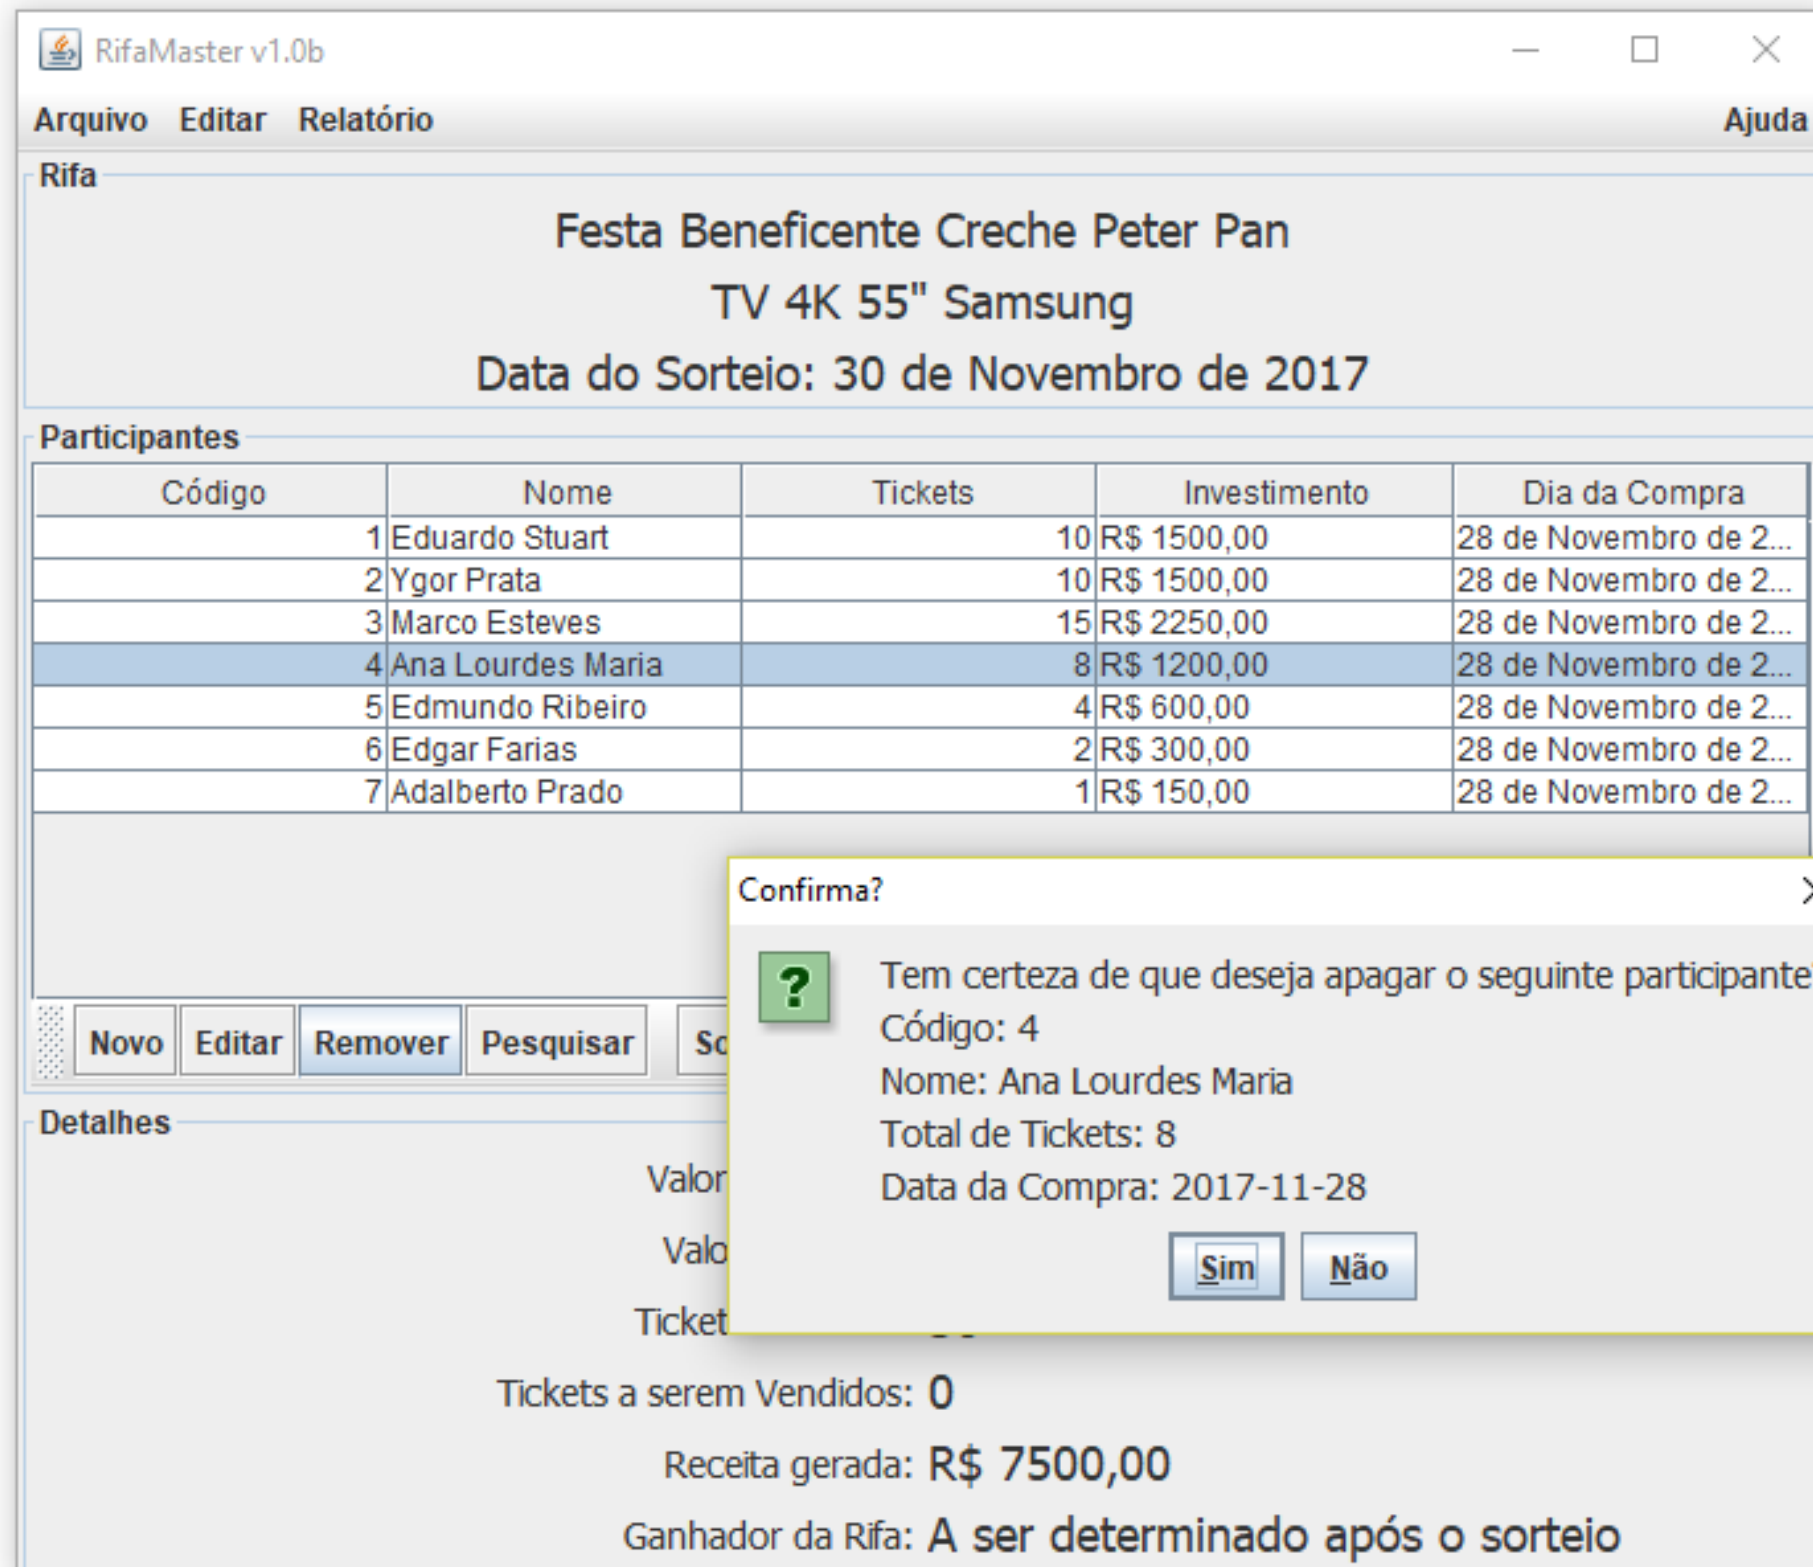 RifaMaster v1.0b
Arquivo Editar Relatório Ajuda
Rifa
Festa Beneficente Creche Peter Pan
TV 4K 55" Samsung
Data do Sorteio: 30 de Novembro de 2017
Participantes
Código Nome Tickets Investimento Dia da Compra
1 Eduardo Stuart 10 R$ 1500,00 28 de Novembro de 2...
2 Ygor Prata 10 R$ 1500,00 28 de Novembro de 2...
3 Marco Esteves 15 R$ 2250,00 28 de Novembro de 2...
4 Ana Lourdes Maria 8 R$ 1200,00 28 de Novembro de 2...
5 Edmundo Ribeiro 4 R$ 600,00 28 de Novembro de 2...
6 Edgar Farias 2 R$ 300,00 28 de Novembro de 2...
7 Adalberto Prado 1 R$ 150,00 28 de Novembro de 2...
Confirma?
Tem certeza de que deseja apagar o seguinte participante?
Código: 4
Nome: Ana Lourdes Maria
Total de Tickets: 8
Data da Compra: 2017-11-28
Sim Não
Novo Editar Remover Pesquisar
Detalhes
Valor
Tickets a serem Vendidos: 0
Receita gerada: R$ 7500,00
Ganhador da Rifa: A ser determinado após o sorteio